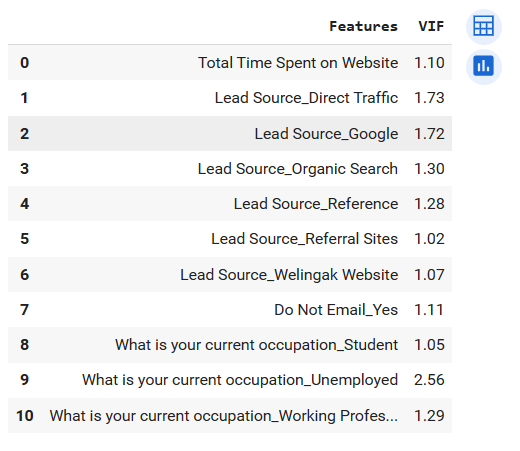 Features VIF
0 Total Time Spent on Website 1.10
1 Lead Source_Direct Traffic 1.73
2 Lead Source_Google 1.72
3 Lead Source_Organic Search 1.30
4 Lead Source_Reference 1.28
5 Lead Source_Referral Sites 1.02
6 Lead Source_Welingak Website 1.07
7 Do Not Email_Yes 1.11
8 What is your current occupation_Student 1.05
9 What is your current occupation_Unemployed 2.56
10 What is your current occupation_Working Profes... 1.29